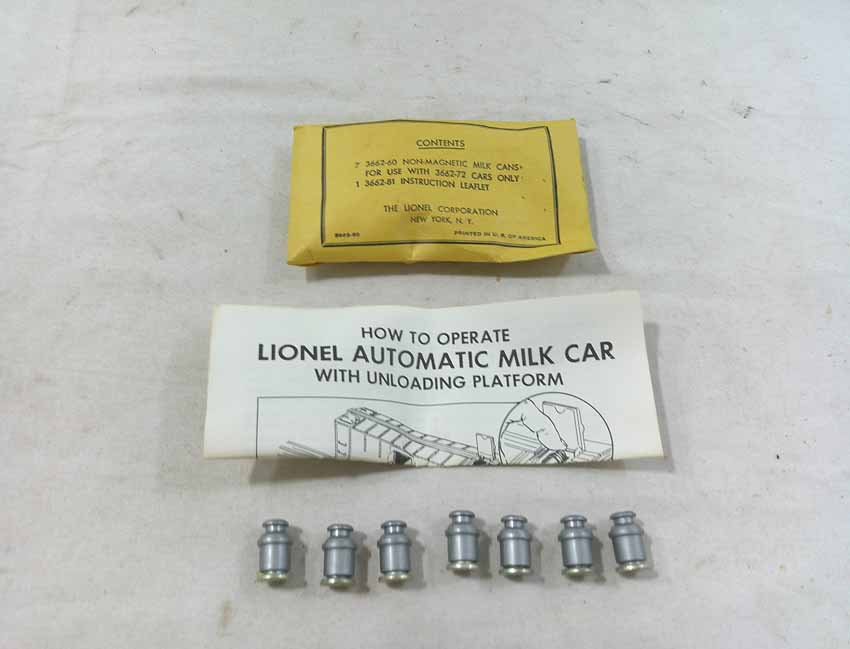 CONTENTS
7 3662-60 NON-MAGNETIC MILK CANS
FOR USE WITH 3662-72 CARS ONLY
1 3662-81 INSTRUCTION LEAFLET
THE LIONEL CORPORATION
NEW YORK, N. Y.
PRINTED IN U. S. OF AMERICA
HOW TO OPERATE
LIONEL AUTOMATIC MILK CAR
WITH UNLOADING PLATFORM